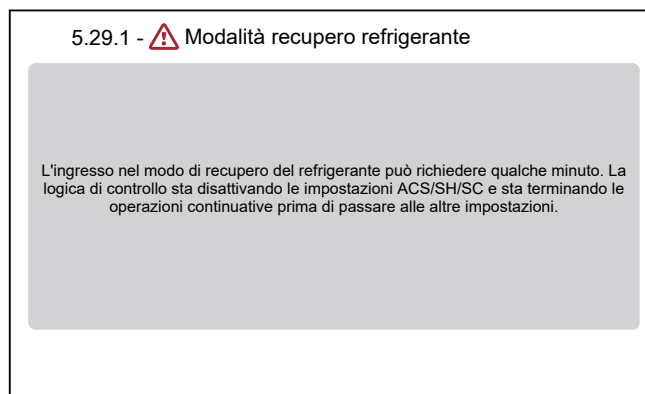 5.29.1 - Modalità recupero refrigerante
L'ingresso nel modo di recupero del refrigerante può richiedere qualche minuto. La
logica di controllo sta disattivando le impostazioni ACS/SH/SC e sta terminando le
operazioni continuative prima di passare alle altre impostazioni.